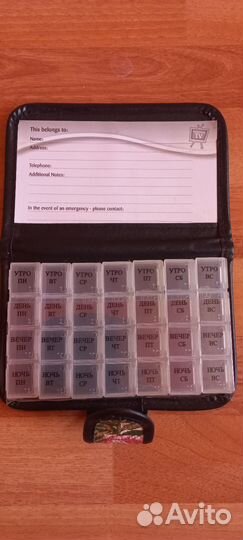 This belongs to:
Name:
Address:
Telephone:
Additional Notes:
In the event of an emergency - please contact:
TV
УТРО УТРО УТРО УТРО УТРО УТРО УТРО
ПН ВТ СР ЧТ ПТ СБ ВС
ДЕНЬ ДЕНЬ ДЕНЬ ДЕНЬ ДЕНЬ ДЕНЬ ДЕНЬ
ПН ВТ СР ЧТ ПТ СБ ВС
ВЕЧЕР ВЕЧЕР ВЕЧЕР ВЕЧЕР ВЕЧЕР ВЕЧЕР ВЕЧЕР
ПН ВТ СР ЧТ ПТ СБ ВС
НОЧЬ НОЧЬ НОЧЬ НОЧЬ НОЧЬ НОЧЬ НОЧЬ
ПН ВТ СР ЧТ ПТ СБ ВС
Avito